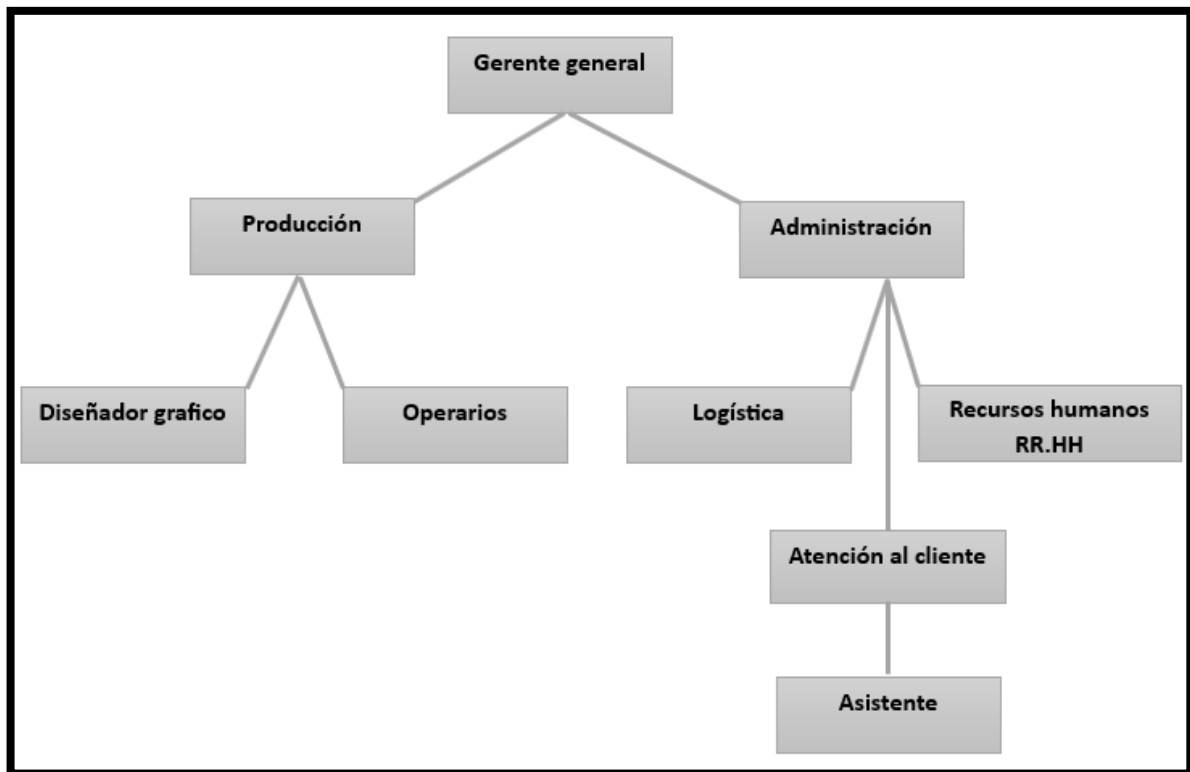 Gerente general
Producción
Administración
Diseñador grafico
Operarios
Logística
Recursos humanos
RR.HH
Atención al cliente
Asistente